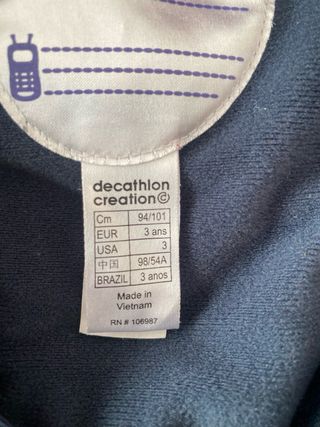 decathlon
creation©
Cm 94/101
EUR 3 ans
USA 3
中国 98/54A
BRAZIL 3 anos
Made in
Vietnam
RN # 106987